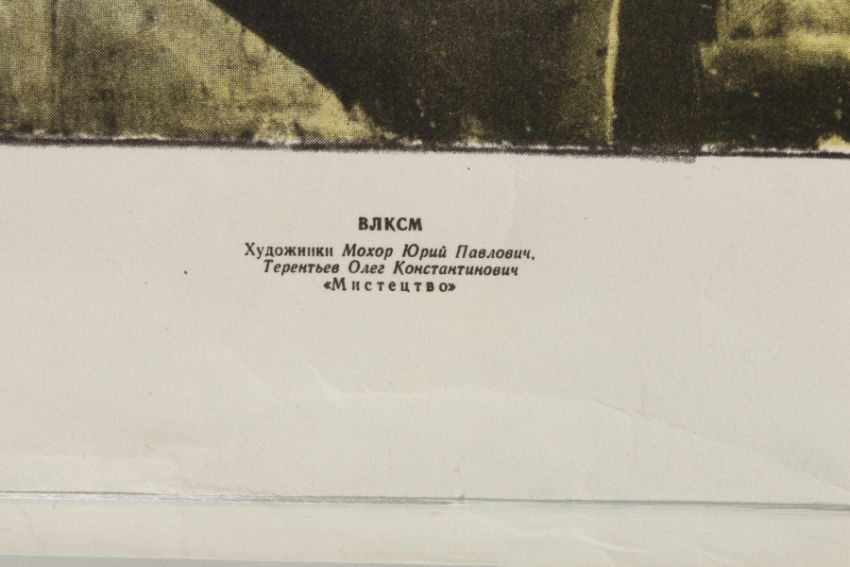 ВЛКСМ
Художники Мохор Юрий Павлович,
Терентьев Олег Константинович
«Мистецтво»